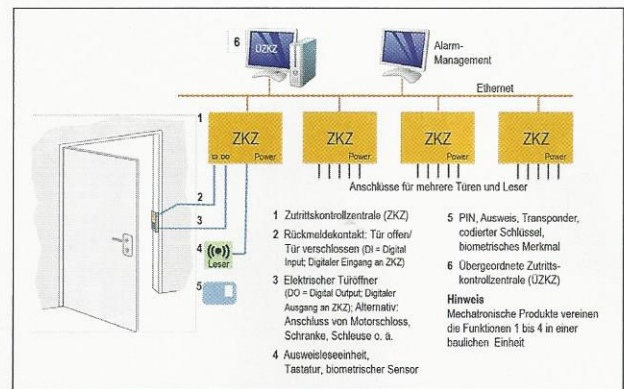 6
ÜZKZ
Alarm-
Management
Ethernet
1
ZKZ
DI DO
Power
ZKZ
Power
ZKZ
Power
ZKZ
Power
Anschlüsse für mehrere Türen und Leser
2
3
4
Leser
5
1 Zutrittskontrollzentrale (ZKZ)
2 Rückmeldekontakt: Tür offen/
Tür verschlossen (DI = Digital
Input; Digitaler Eingang an ZKZ)
3 Elektrischer Türöffner
(DO = Digital Output; Digitaler
Ausgang an ZKZ); Alternativ:
Anschluss von Motorschloss,
Schranke, Schleuse o. ä.
4 Ausweisleseeinheit,
Tastatur, biometrischer Sensor
5 PIN, Ausweis, Transponder,
codierter Schlüssel,
biometrisches Merkmal
6 Übergeordnete Zutritts-
kontrollzentrale (ÜZKZ)
Hinweis
Mechatronische Produkte vereinen
die Funktionen 1 bis 4 in einer
baulichen Einheit